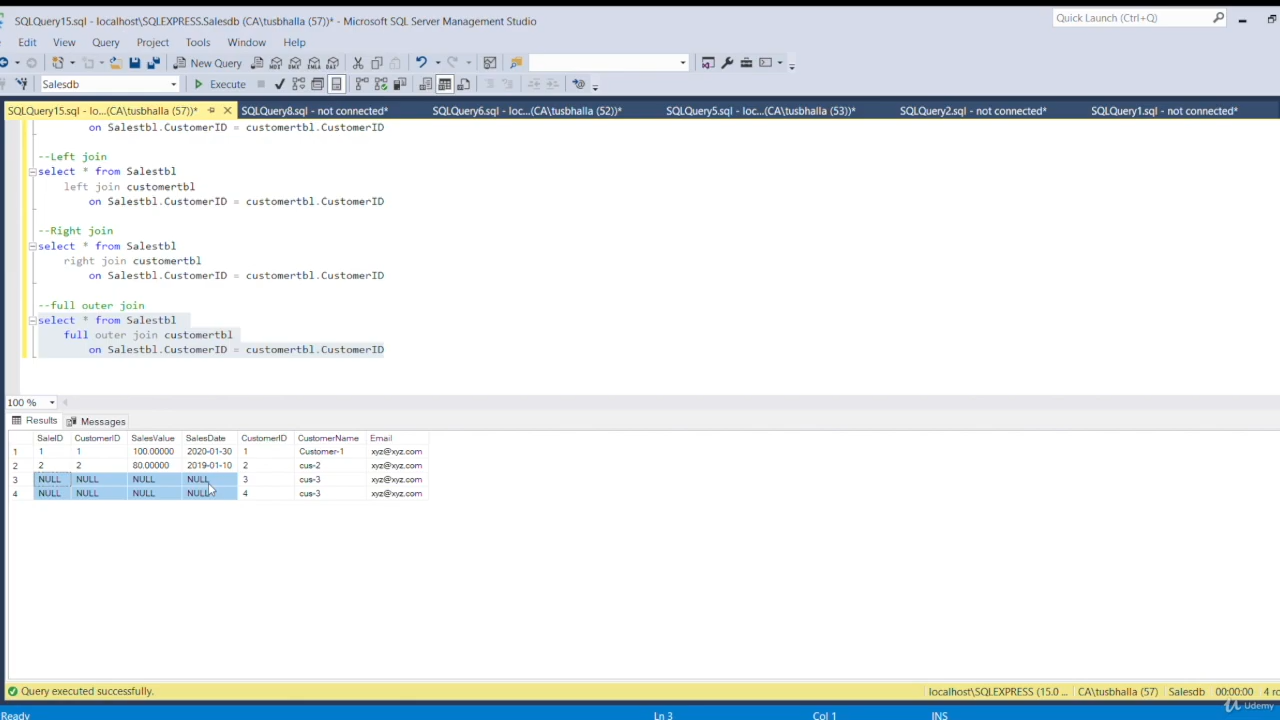 SQLQuery15.sql - localhost\SQLEXPRESS.Salesdb (CA\tusbhalla (57))* - Microsoft SQL Server Management Studio
Quick Launch (Ctrl+Q)
Edit View Query Project Tools Window Help
New Query
Salesdb Execute
SQLQuery15.sql - lo...(CA\tusbhalla (57))* SQLQuery8.sql - not connected* SQLQuery6.sql - loc...(CA\tusbhalla (52))* SQLQuery5.sql - loc...(CA\tusbhalla (53))* SQLQuery2.sql - not connected* SQLQuery1.sql - not connected*
on Salestbl.CustomerID = customertbl.CustomerID
--Left join
select * from Salestbl
left join customertbl
on Salestbl.CustomerID = customertbl.CustomerID
--Right join
select * from Salestbl
right join customertbl
on Salestbl.CustomerID = customertbl.CustomerID
--full outer join
select * from Salestbl
full outer join customertbl
on Salestbl.CustomerID = customertbl.CustomerID
100 %
Results Messages
SaleID CustomerID SalesValue SalesDate CustomerID CustomerName Email
1 1 1 100.00000 2020-01-30 1 Customer-1 xyz@xyz.com
2 2 2 80.00000 2019-01-10 2 cus-2 xyz@xyz.com
3 NULL NULL NULL NULL 3 cus-3 xyz@xyz.com
4 NULL NULL NULL NULL 4 cus-3 xyz@xyz.com
Query executed successfully. localhost\SQLEXPRESS (15.0 ... CA\tusbhalla (57) Salesdb 00:00:00 4 ro
Udemy
Ready Ln 3 Col 1 INS